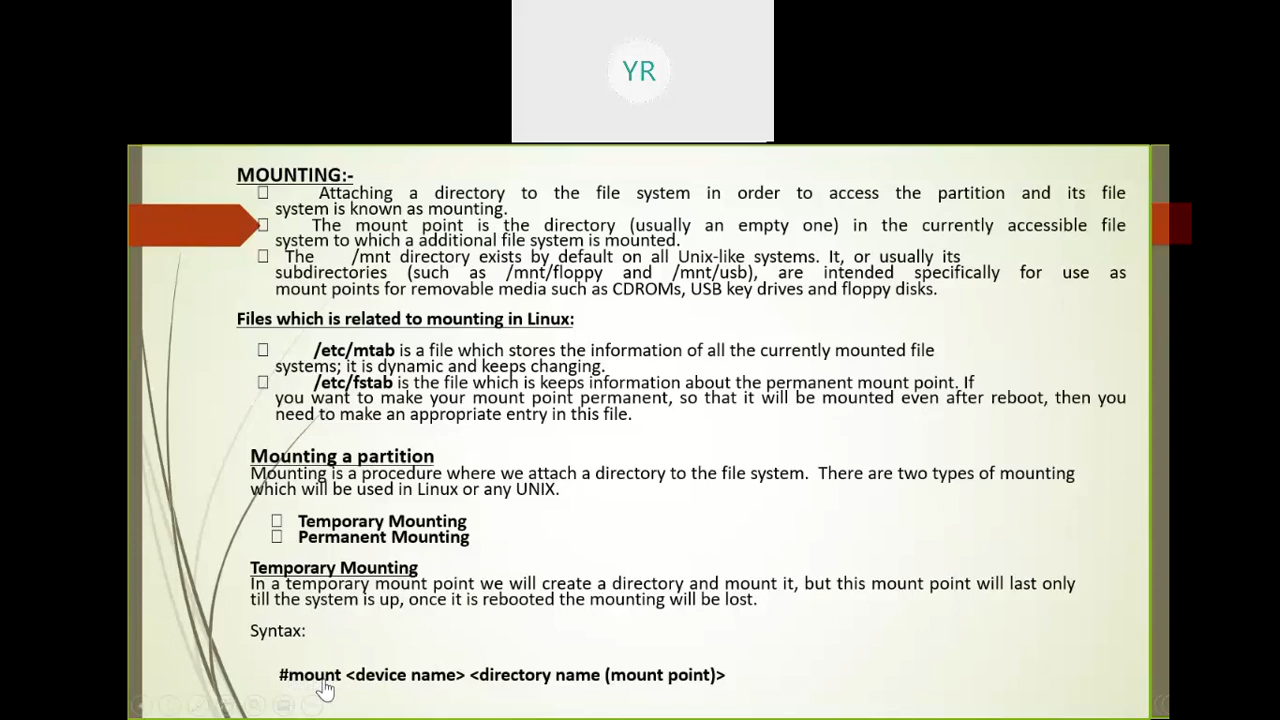 YR
MOUNTING:-
Attaching a directory to the file system in order to access the partition and its file
system is known as mounting.
The mount point is the directory (usually an empty one) in the currently accessible file
system to which a additional file system is mounted.
The /mnt directory exists by default on all Unix-like systems. It, or usually its
subdirectories (such as /mnt/floppy and /mnt/usb), are intended specifically for use as
mount points for removable media such as CDROMs, USB key drives and floppy disks.
Files which is related to mounting in Linux:
/etc/mtab is a file which stores the information of all the currently mounted file
systems; it is dynamic and keeps changing.
/etc/fstab is the file which is keeps information about the permanent mount point. If
you want to make your mount point permanent, so that it will be mounted even after reboot, then you
need to make an appropriate entry in this file.
Mounting a partition
Mounting is a procedure where we attach a directory to the file system. There are two types of mounting
which will be used in Linux or any UNIX.
Temporary Mounting
Permanent Mounting
Temporary Mounting
In a temporary mount point we will create a directory and mount it, but this mount point will last only
till the system is up, once it is rebooted the mounting will be lost.
Syntax:
#mount <device name> <directory name (mount point)>